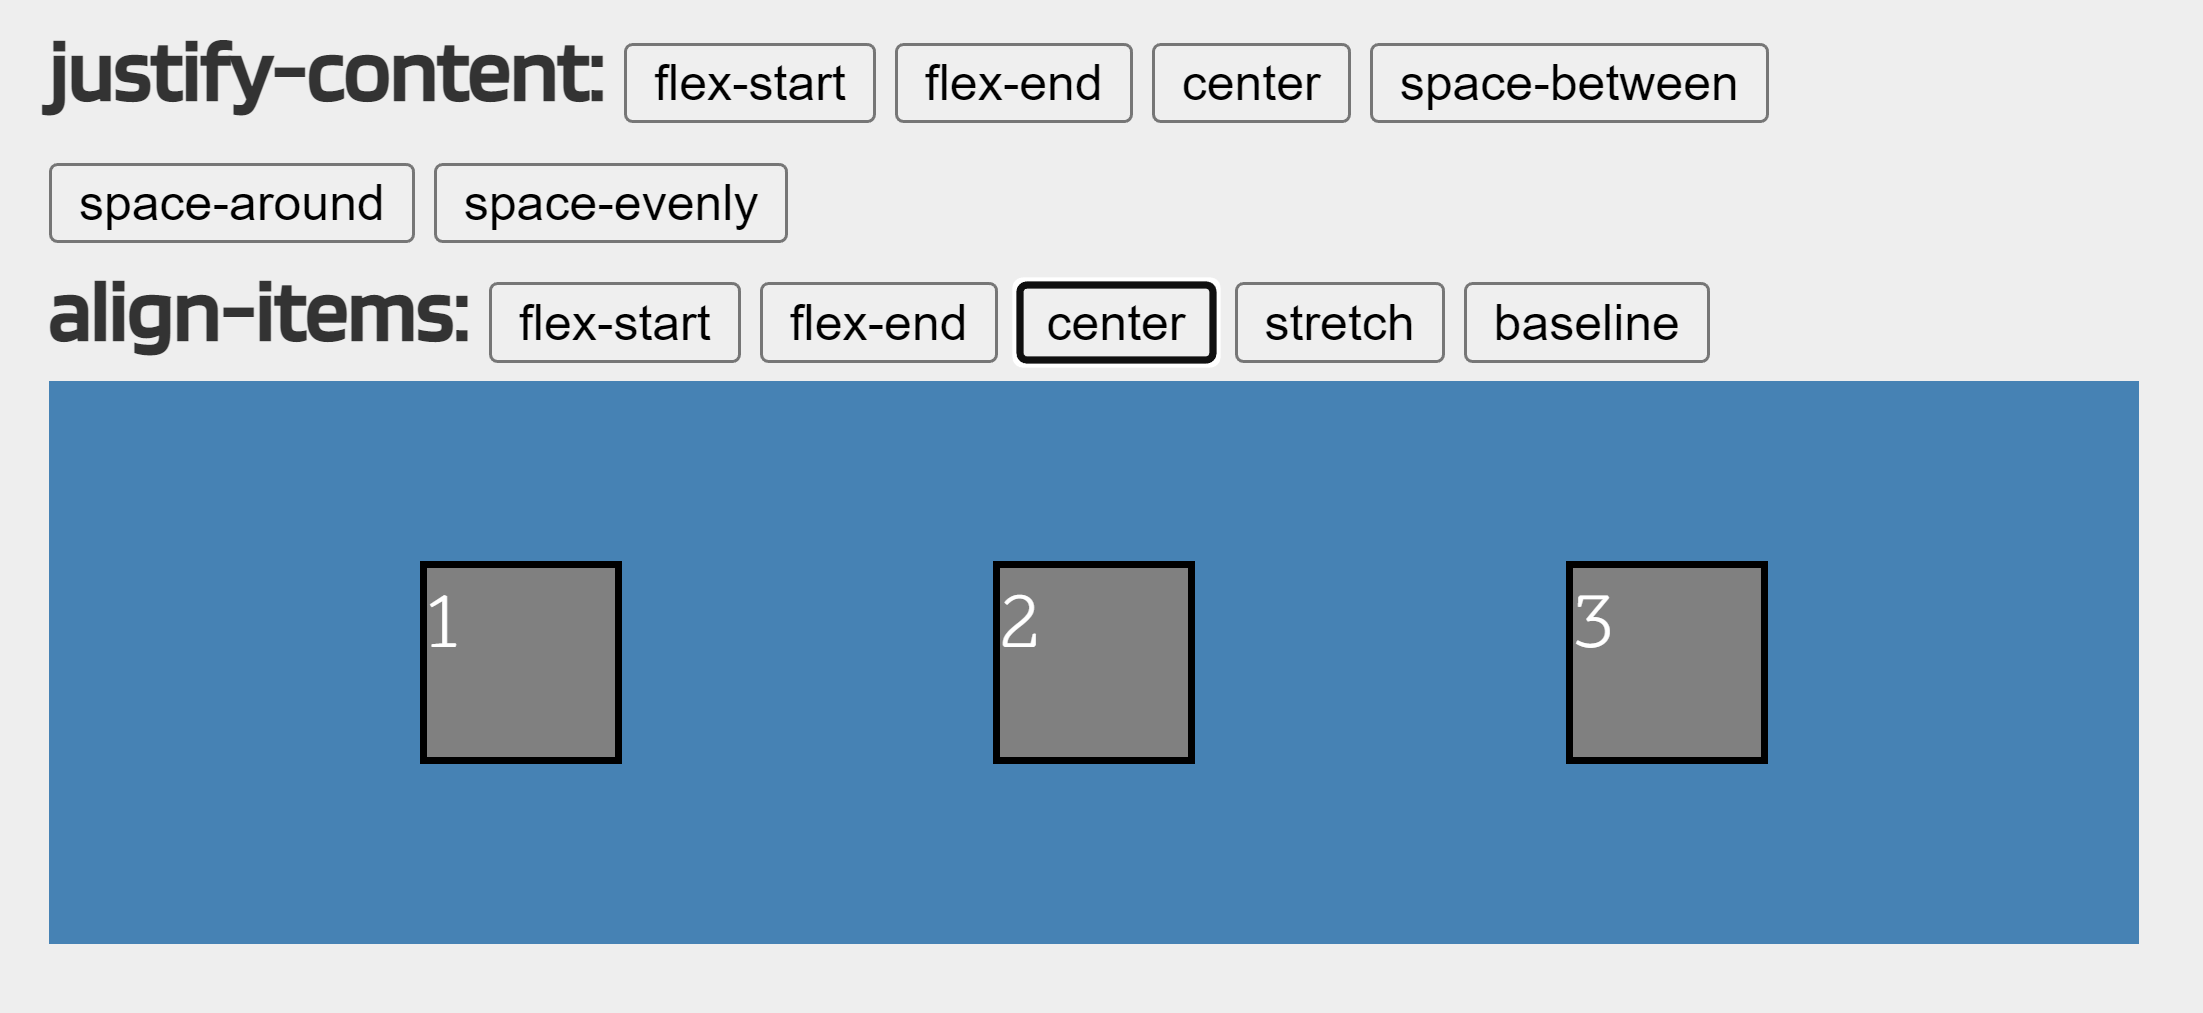 justify-content: flex-start flex-end center space-between
space-around space-evenly
align-items: flex-start flex-end center stretch baseline
1 2 3